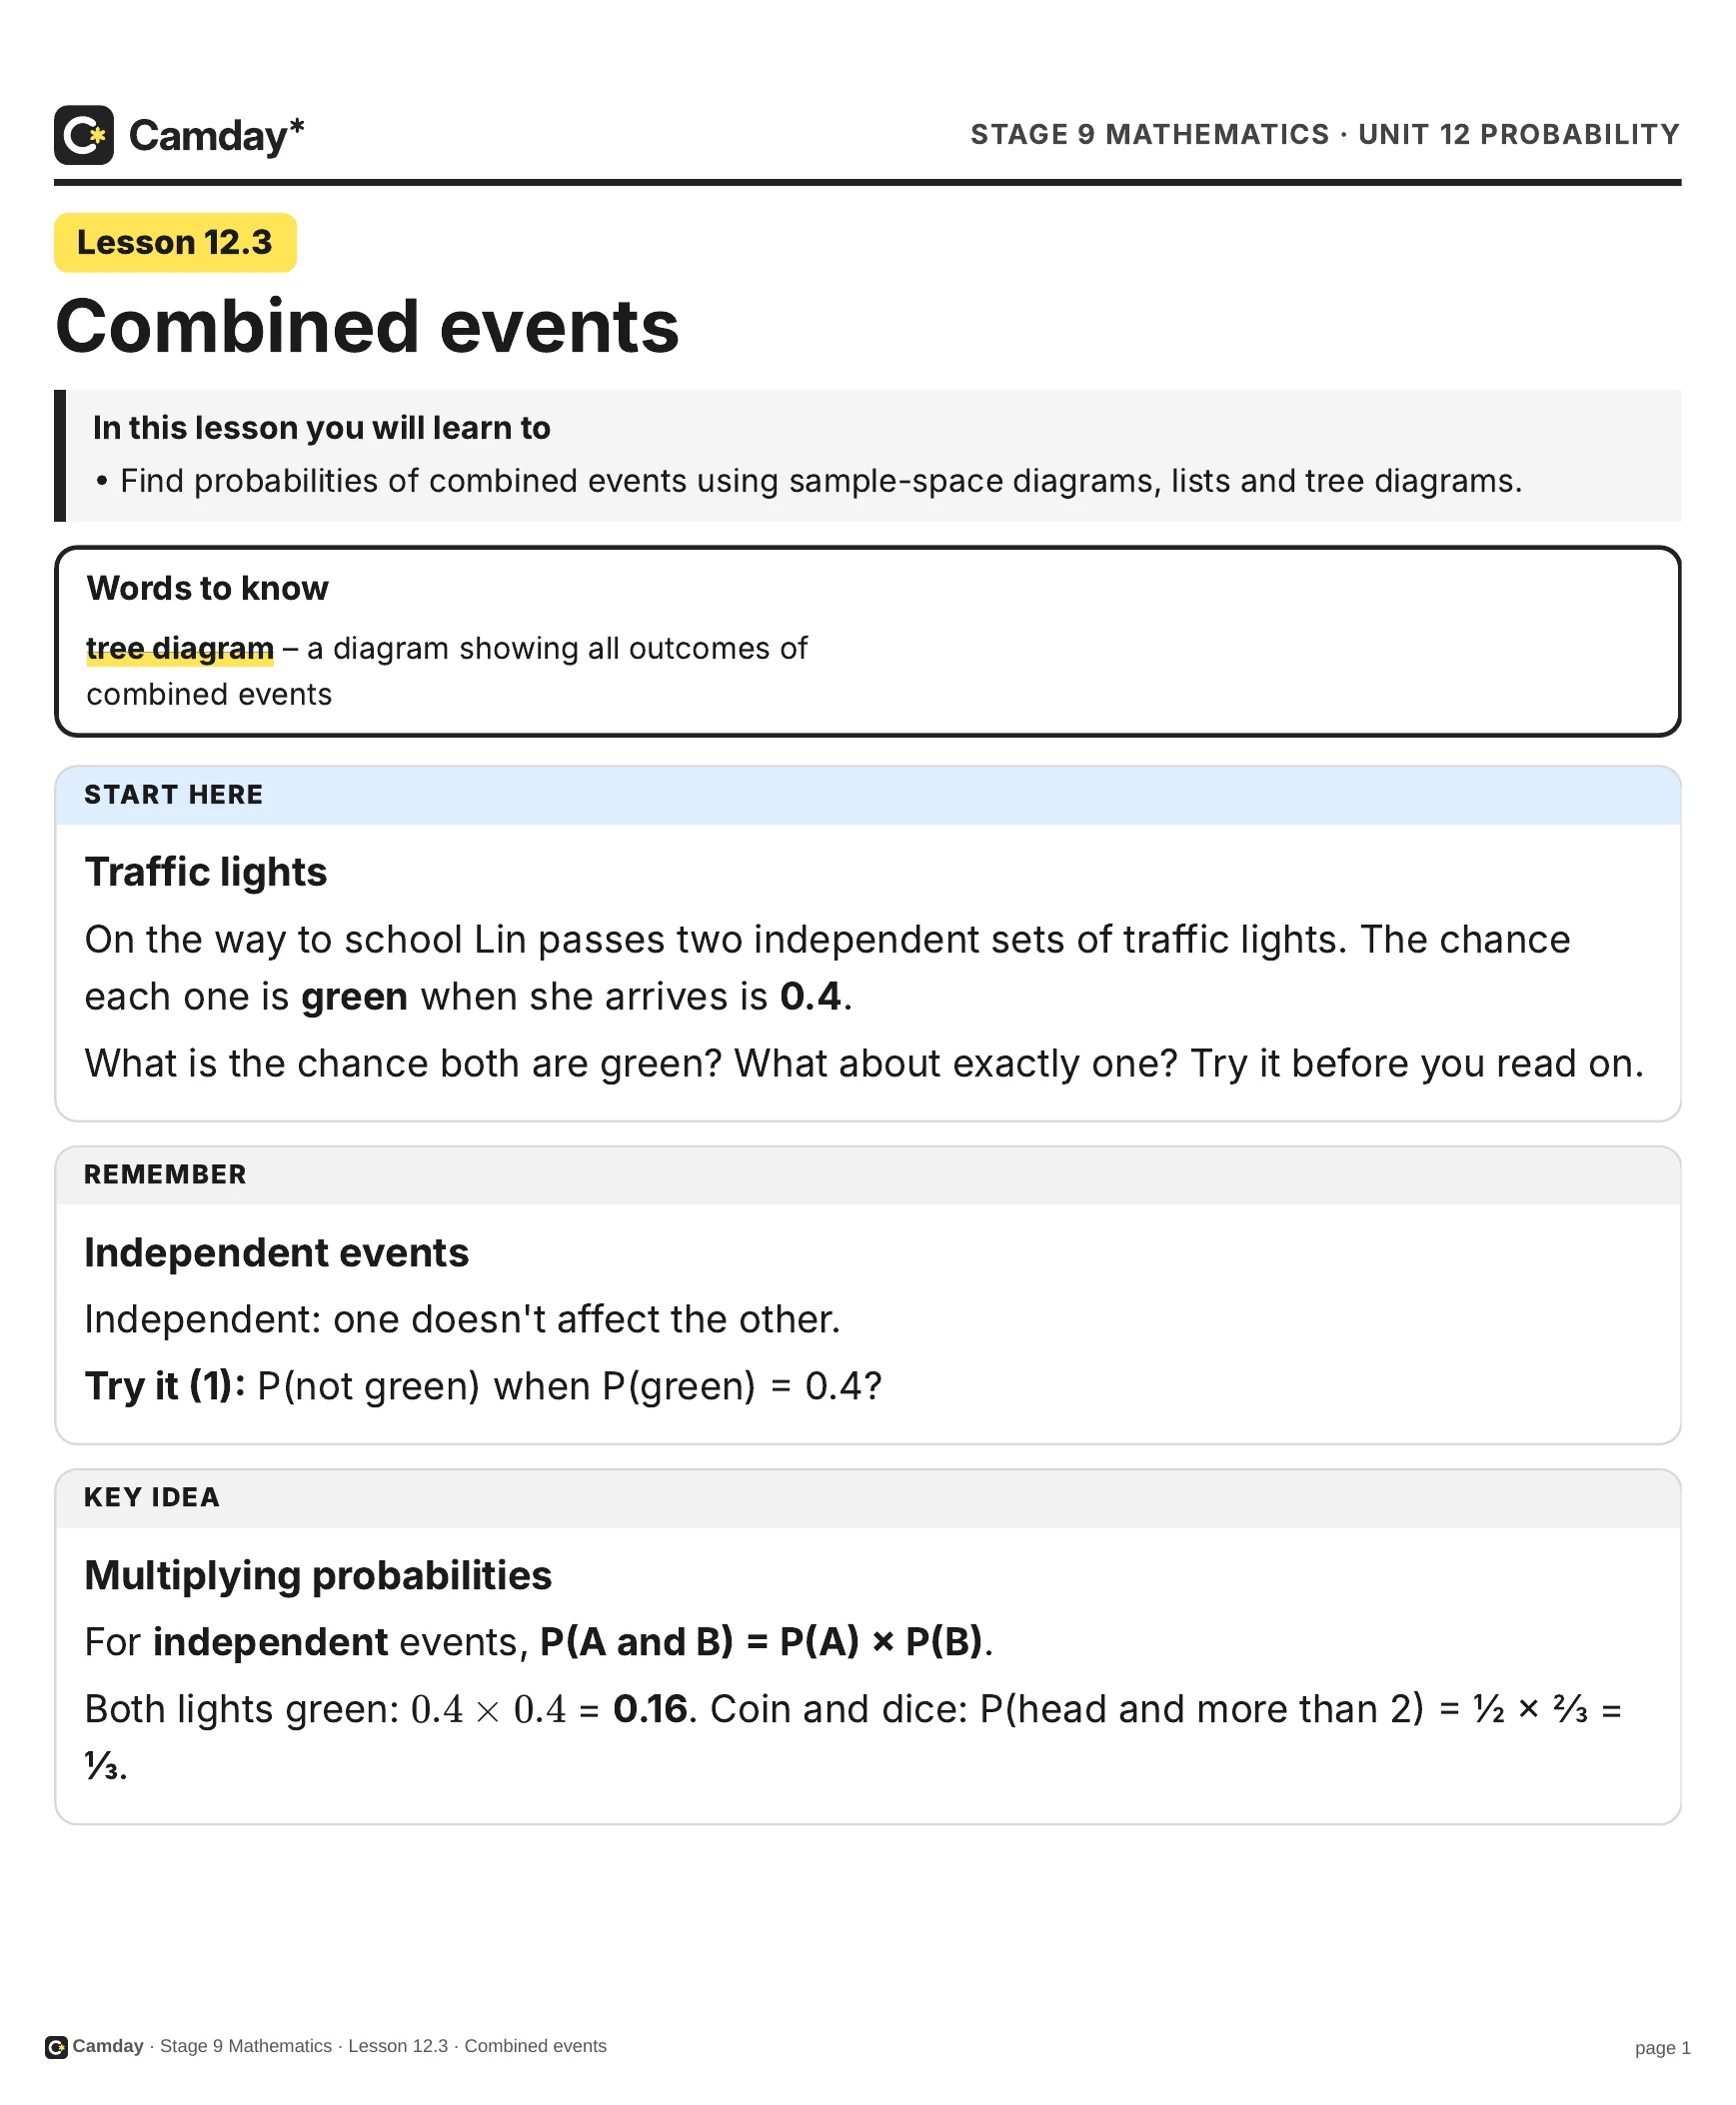 Camday*
STAGE 9 MATHEMATICS · UNIT 12 PROBABILITY
Lesson 12.3
Combined events
In this lesson you will learn to
• Find probabilities of combined events using sample-space diagrams, lists and tree diagrams.
Words to know
tree diagram – a diagram showing all outcomes of
combined events
START HERE
Traffic lights
On the way to school Lin passes two independent sets of traffic lights. The chance
each one is green when she arrives is 0.4.
What is the chance both are green? What about exactly one? Try it before you read on.
REMEMBER
Independent events
Independent: one doesn't affect the other.
Try it (1): P(not green) when P(green) = 0.4?
KEY IDEA
Multiplying probabilities
For independent events, P(A and B) = P(A) × P(B).
Both lights green: 0.4 × 0.4 = 0.16. Coin and dice: P(head and more than 2) = ½ × ⅔ =
⅓.
Camday · Stage 9 Mathematics · Lesson 12.3 · Combined events
page 1